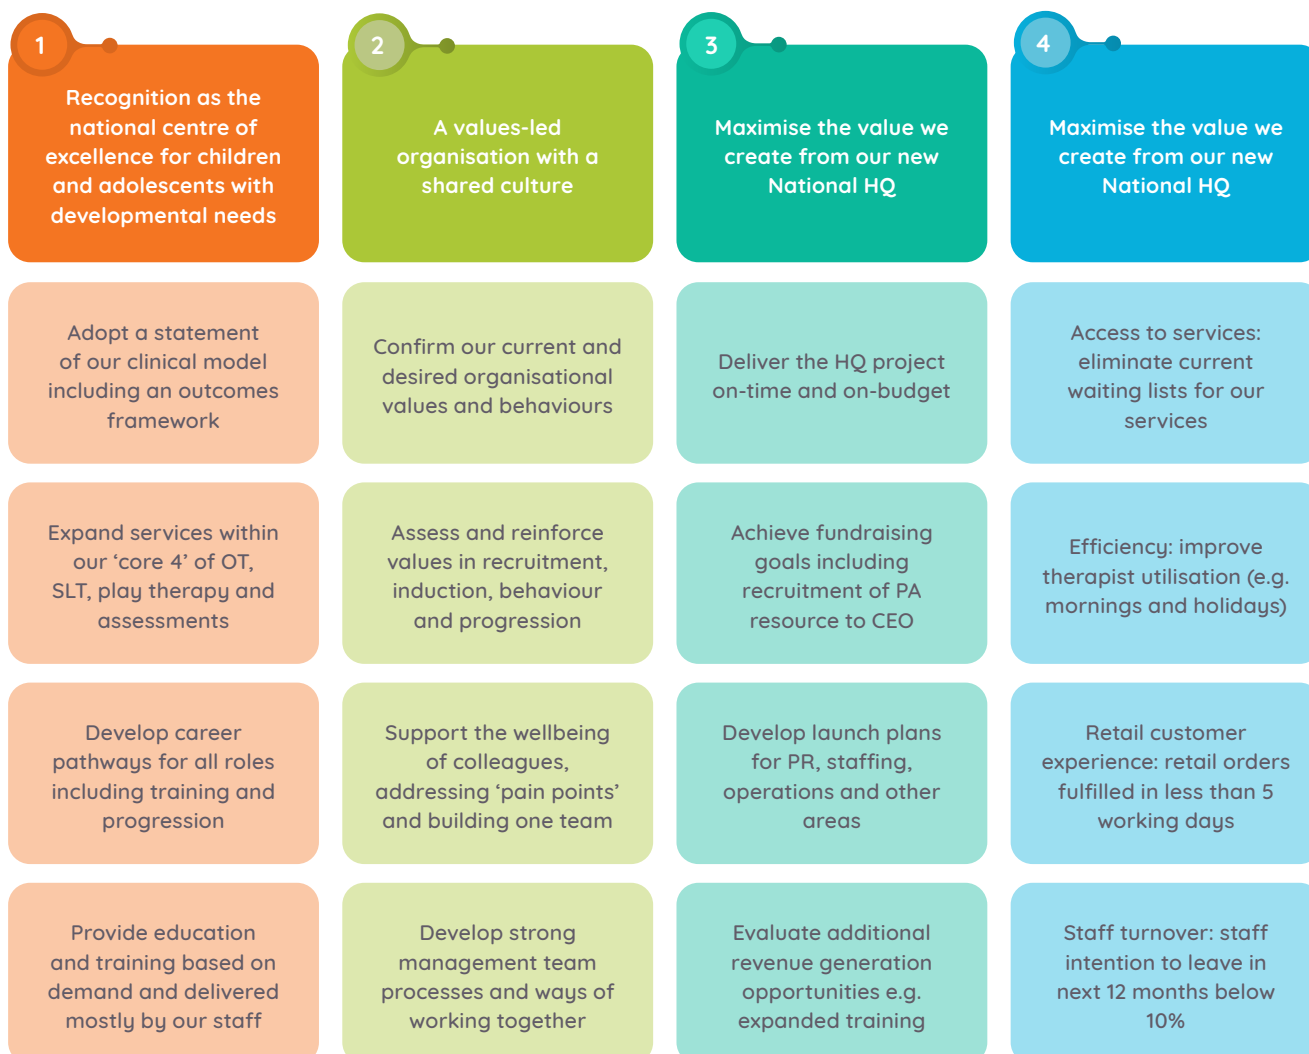 1
Recognition as the
national centre of
excellence for children
and adolescents with
developmental needs
Adopt a statement
of our clinical model
including an outcomes
framework
Expand services within
our ‘core 4’ of OT,
SLT, play therapy and
assessments
Develop career
pathways for all roles
including training and
progression
Provide education
and training based on
demand and delivered
mostly by our staff
2
A values-led
organisation with a
shared culture
Confirm our current and
desired organisational
values and behaviours
Assess and reinforce
values in recruitment,
induction, behaviour
and progression
Support the wellbeing
of colleagues,
addressing ‘pain points’
and building one team
Develop strong
management team
processes and ways of
working together
3
Maximise the value we
create from our new
National HQ
Deliver the HQ project
on-time and on-budget
Achieve fundraising
goals including
recruitment of PA
resource to CEO
Develop launch plans
for PR, staffing,
operations and other
areas
Evaluate additional
revenue generation
opportunities e.g.
expanded training
4
Maximise the value we
create from our new
National HQ
Access to services:
eliminate current
waiting lists for our
services
Efficiency: improve
therapist utilisation (e.g.
mornings and holidays)
Retail customer
experience: retail orders
fulfilled in less than 5
working days
Staff turnover: staff
intention to leave in
next 12 months below
10%